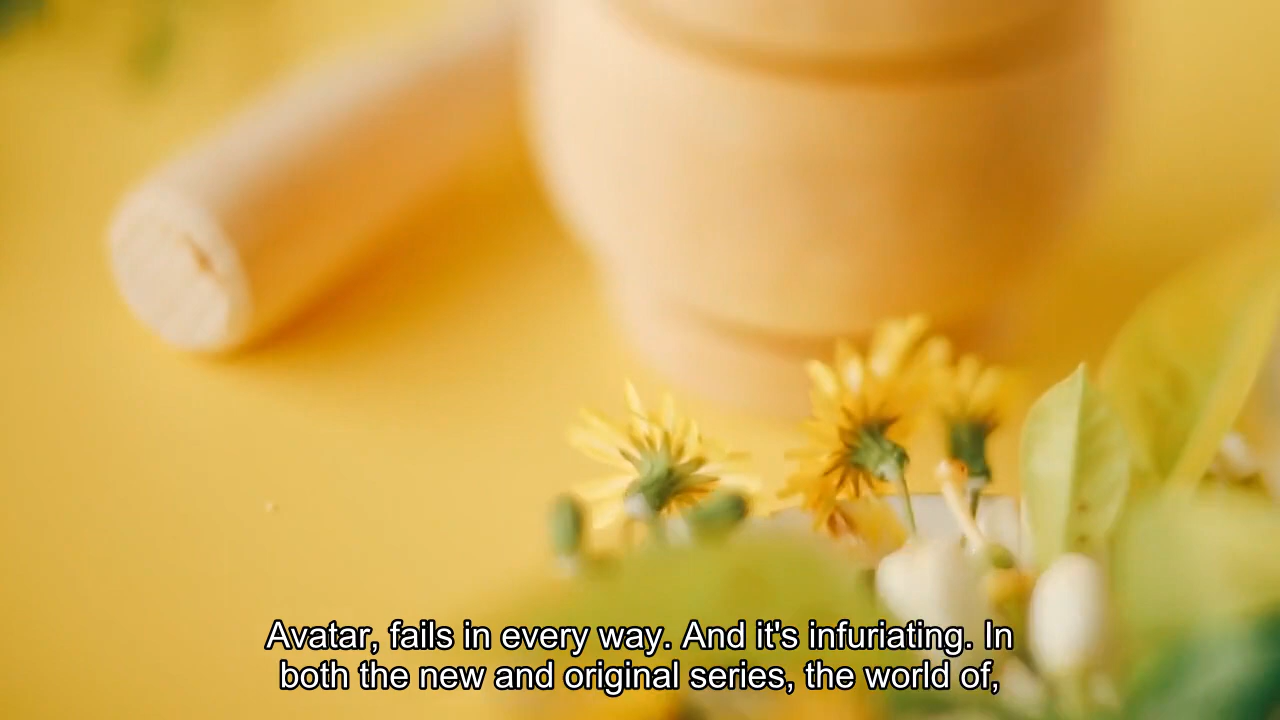 Avatar, fails in every way. And it's infuriating. In
both the new and original series, the world of,